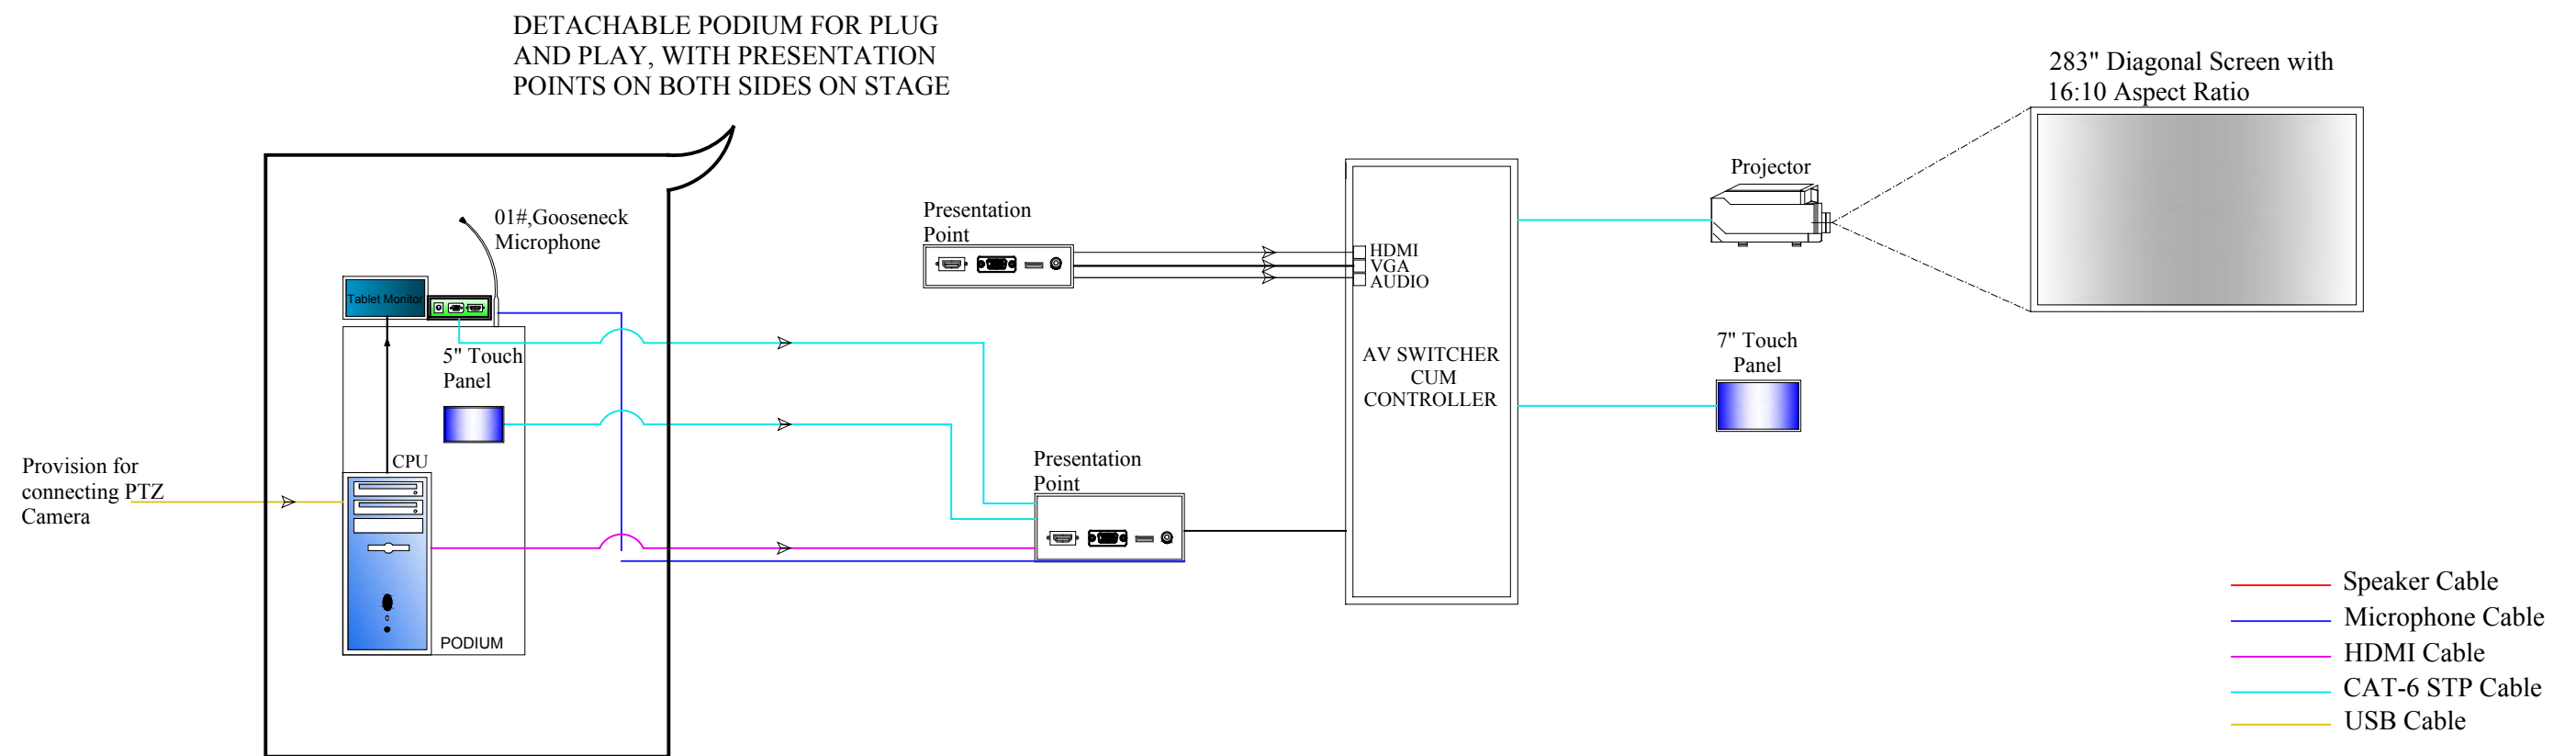 DETACHABLE PODIUM FOR PLUG
AND PLAY, WITH PRESENTATION
POINTS ON BOTH SIDES ON STAGE
283" Diagonal Screen with
16:10 Aspect Ratio
Projector
Presentation
Point
01#,Gooseneck
Microphone
HDMI
VGA
AUDIO
Tablet Monitor
5" Touch
Panel
AV SWITCHER
CUM
CONTROLLER
7" Touch
Panel
CPU
Provision for
connecting PTZ
Camera
Presentation
Point
PODIUM
Speaker Cable
Microphone Cable
HDMI Cable
CAT-6 STP Cable
USB Cable